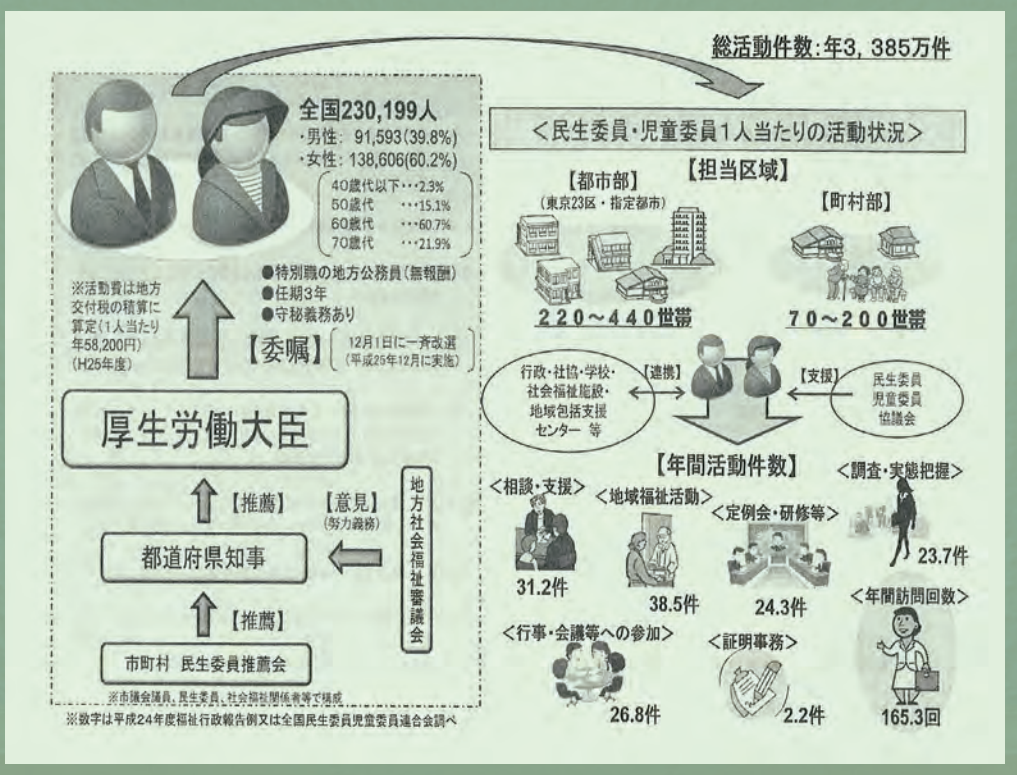 総活動件数:年3,385万件
全国230,199人
・男性: 91,593(39.8%)
・女性: 138,606(60.2%)
40歳代以下・・・2.3%
50歳代 ・・・15.1%
60歳代 ・・・60.7%
70歳代 ・・・21.9%
●特別職の地方公務員(無報酬)
●任期3年
●守秘義務あり
※活動費は地方
交付税の積算に
算定(1人当たり
年58,200円)
(H25年度)
【委嘱】
12月1日に一斉改選
(平成25年12月に実施)
厚生労働大臣
【推薦】
【意見】
(努力義務)
地方社会福祉審議会
都道府県知事
【推薦】
市町村 民生委員推薦会
※市議会議員、民生委員、社会福祉関係者等で構成
※数字は平成24年度福祉行政報告例又は全国民生委員児童委員連合会調べ
<民生委員・児童委員1人当たりの活動状況>
【担当区域】
【都市部】
(東京23区・指定都市)
220~440世帯
【町村部】
70~200世帯
行政・社協・学校・
社会福祉施設・
地域包括支援
センター 等
【連携】
【支援】
民生委員
児童委員
協議会
【年間活動件数】
<相談・支援>
31.2件
<地域福祉活動>
38.5件
<定例会・研修等>
24.3件
<調査・実態把握>
23.7件
<行事・会議等への参加>
26.8件
<証明事務>
2.2件
<年間訪問回数>
165.3回